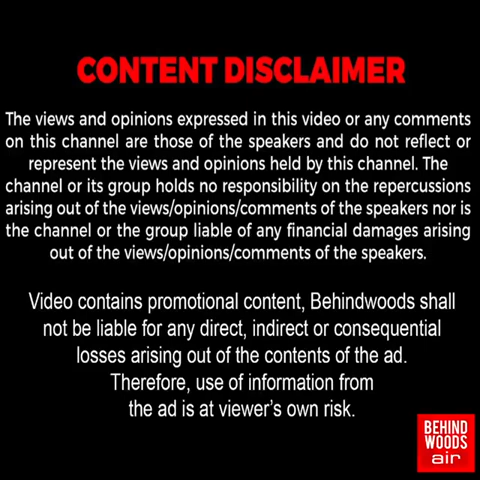 CONTENT DISCLAIMER
The views and opinions expressed in this video or any comments
on this channel are those of the speakers and do not reflect or
represent the views and opinions held by this channel. The
channel or its group holds no responsibility on the repercussions
arising out of the views/opinions/comments of the speakers nor is
the channel or the group liable of any financial damages arising
out of the views/opinions/comments of the speakers.
Video contains promotional content, Behindwoods shall
not be liable for any direct, indirect or consequential
losses arising out of the contents of the ad.
Therefore, use of information from
the ad is at viewer's own risk.
BEHIND
WOODS
air